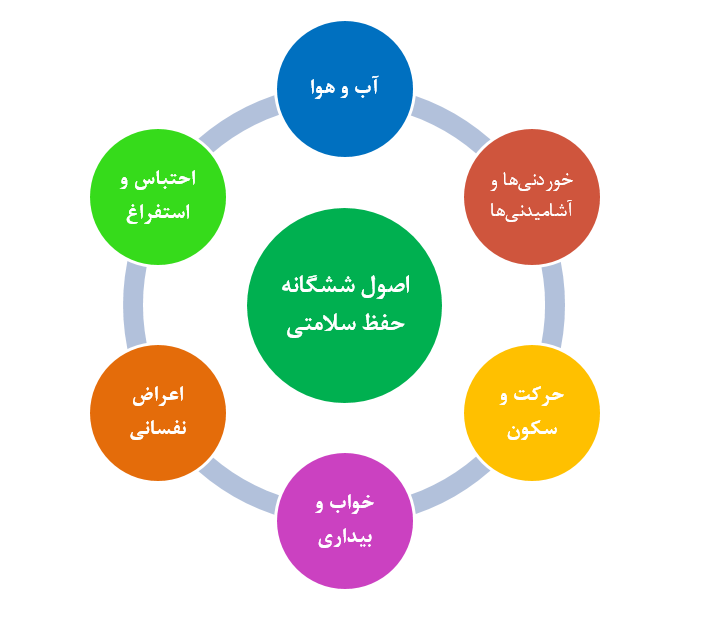 آب و هوا
خوردنی‌ها و
آشامیدنی‌ها
حرکت و
سکون
خواب و
بیداری
اعراض
نفسانی
احتباس و
استفراغ
اصول ششگانه
حفظ سلامتی